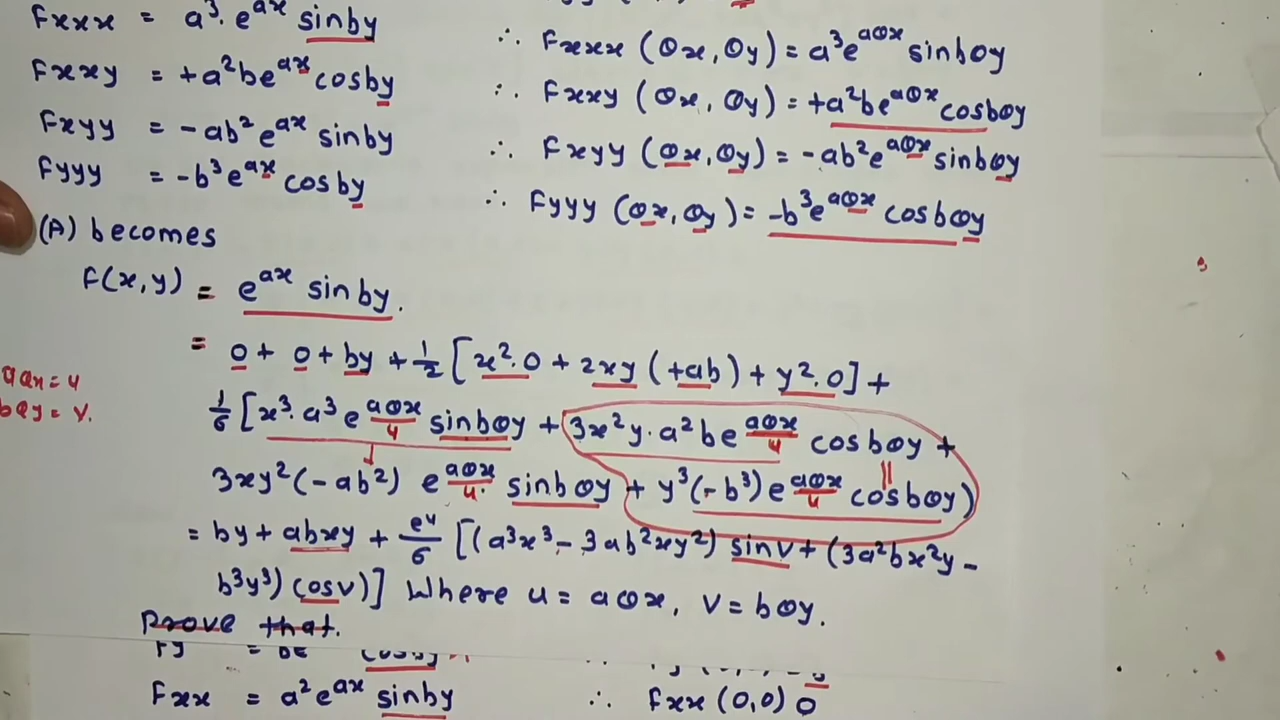 Fxxx = a³. e^ax sinby
∴ Fxxx (θx, θy) = a³e^aθx sinbθy
Fxxy = +a²be^ax cosby
∴ Fxxy (θx, θy) = +a²be^aθx cosbθy
Fxyy = -ab² e^ax sinby
∴ Fxyy (θx, θy) = -ab²e^aθx sinbθy
Fyyy = -b³e^ax cosby
∴ Fyyy (θx, θy) = -b³e^aθx cosbθy
(A) becomes
F(x,y) = e^ax sinby.
= 0 + 0 + by + 1/2 [x².0 + 2xy (+ab) + y².0] +
1/6 [x³. a³ e^aθx sinbθy + 3x²y. a²be^aθx cosbθy +
u u
3xy²(-ab²) e^aθx sinbθy + y³(-b³)e^aθx cosbθy)
u. u
= by + abxy + e^u/6 [(a³x³ - 3ab²xy²) sinv + (3a²bx²y -
b³y³) cosv)] Where u = aθx, v = bθy.
Prove that.
Fxx = a²e^ax sinby
∴ Fxx (0,0) 0